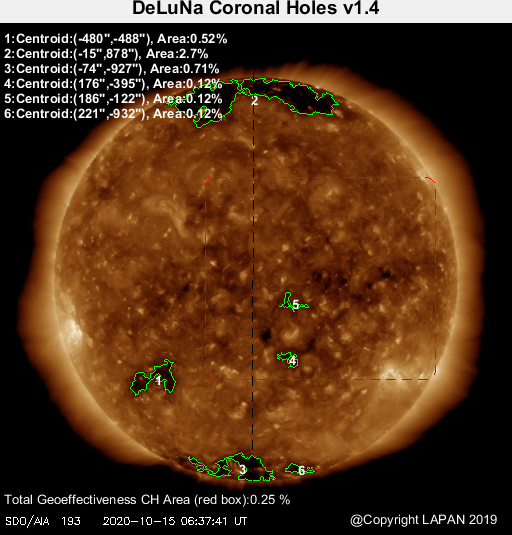 DeLuNa Coronal Holes v1.4
1:Centroid:(-480",-488"), Area:0.52%
2:Centroid:(-15",878"), Area:2.7%
3:Centroid:(-74",-927"), Area:0.71%
4:Centroid:(176",-395"), Area:0.12%
5:Centroid:(186",-122"), Area:0.12%
6:Centroid:(221",-932"), Area:0.12%
2
5
4
1
3
6
Total Geoeffectiveness CH Area (red box):0.25 %
SDO/AIA 193 2020-10-15 06:37:41 UT
@Copyright LAPAN 2019